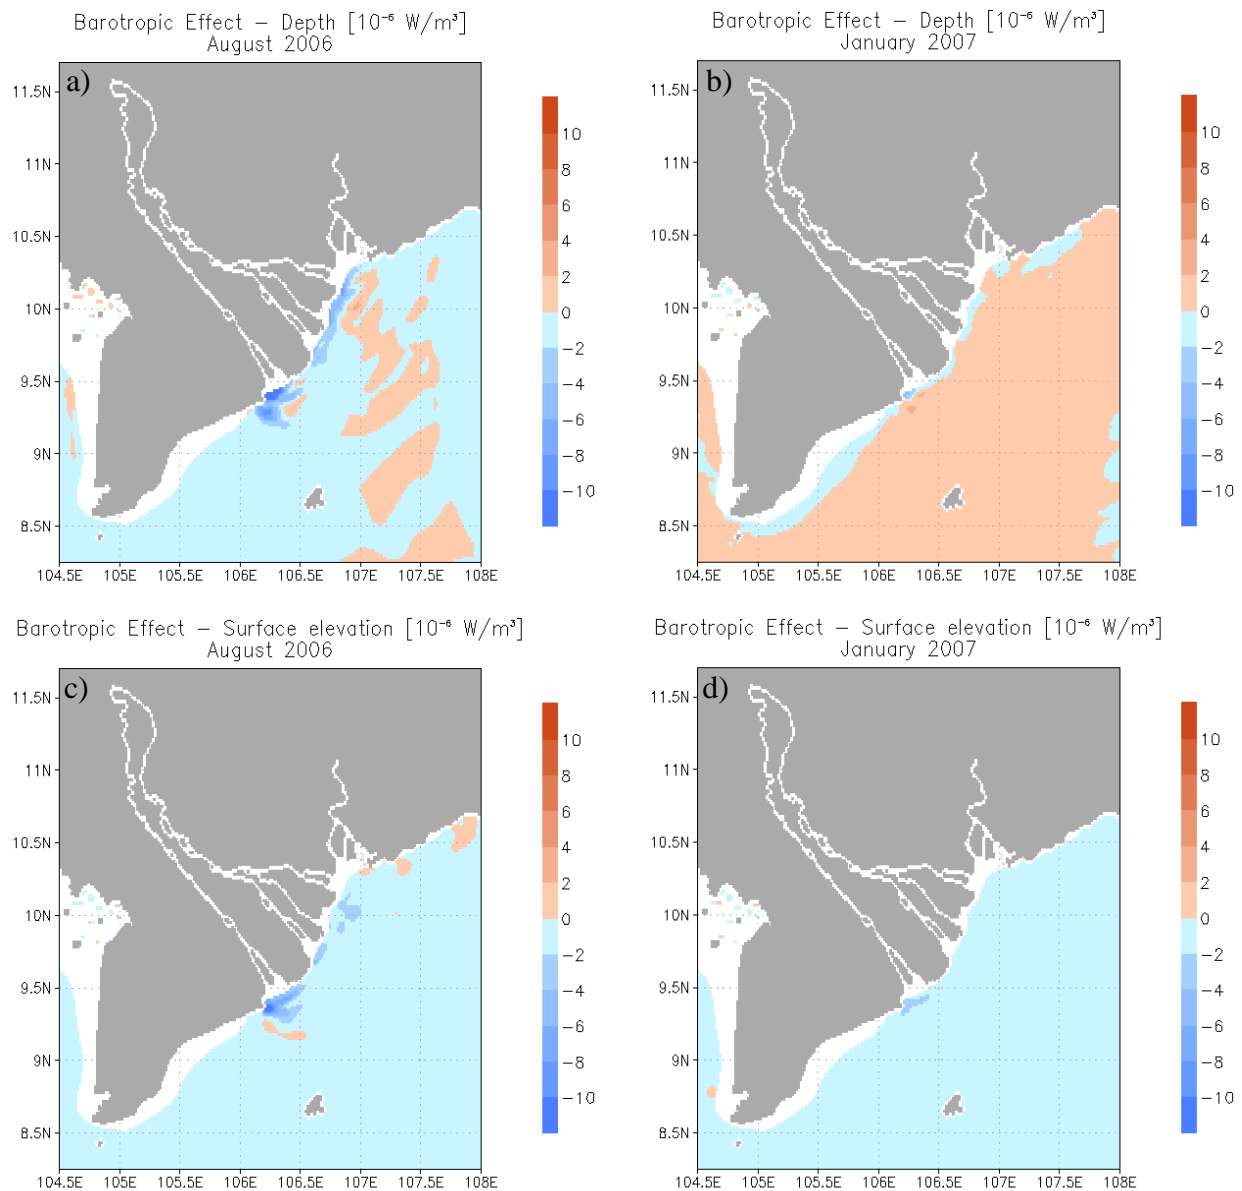 Barotropic Effect – Depth [10⁻⁶ W/m³]
August 2006
a)
11.5N
11N
10.5N
10N
9.5N
9N
8.5N
104.5E 105E 105.5E 106E 106.5E 107E 107.5E 108E
10
8
6
4
2
0
−2
−4
−6
−8
−10
Barotropic Effect – Depth [10⁻⁶ W/m³]
January 2007
b)
11.5N
11N
10.5N
10N
9.5N
9N
8.5N
104.5E 105E 105.5E 106E 106.5E 107E 107.5E 108E
10
8
6
4
2
0
−2
−4
−6
−8
−10
Barotropic Effect – Surface elevation [10⁻⁶ W/m³]
August 2006
c)
11.5N
11N
10.5N
10N
9.5N
9N
8.5N
104.5E 105E 105.5E 106E 106.5E 107E 107.5E 108E
10
8
6
4
2
0
−2
−4
−6
−8
−10
Barotropic Effect – Surface elevation [10⁻⁶ W/m³]
January 2007
d)
11.5N
11N
10.5N
10N
9.5N
9N
8.5N
104.5E 105E 105.5E 106E 106.5E 107E 107.5E 108E
10
8
6
4
2
0
−2
−4
−6
−8
−10